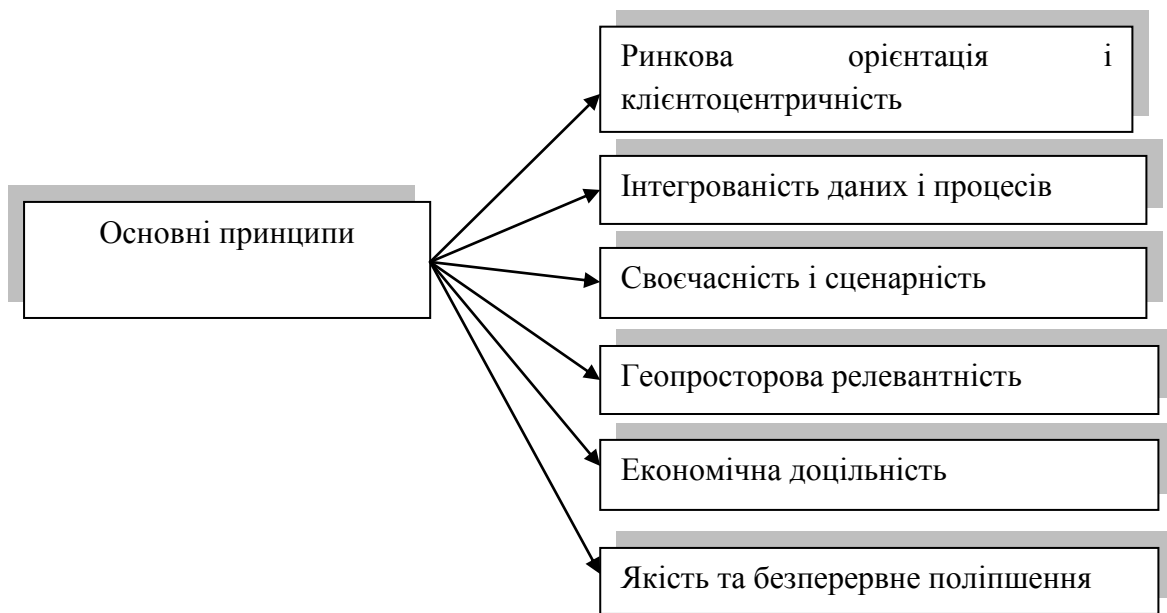 Ринкова орієнтація і
клієнтоцентричність
Інтегрованість даних і процесів
Основні принципи
Своєчасність і сценарність
Геопросторова релевантність
Економічна доцільність
Якість та безперервне поліпшення